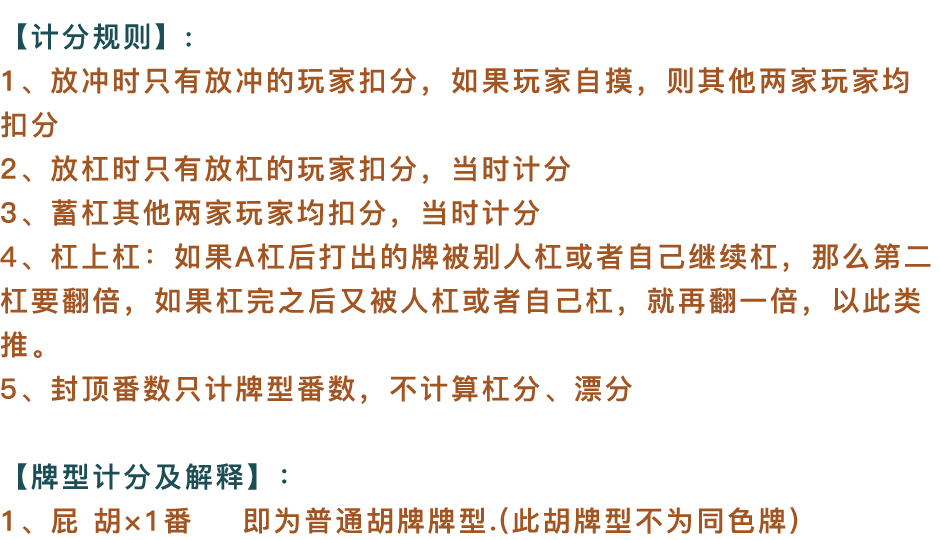 【计分规则】:
1、放冲时只有放冲的玩家扣分，如果玩家自摸，则其他两家玩家均
扣分
2、放杠时只有放杠的玩家扣分，当时计分
3、蓄杠其他两家玩家均扣分，当时计分
4、杠上杠：如果A杠后打出的牌被别人杠或者自己继续杠，那么第二
杠要翻倍，如果杠完之后又被人杠或者自己杠，就再翻一倍，以此类
推。
5、封顶番数只计牌型番数，不计算杠分、漂分
【牌型计分及解释】：
1、屁 胡×1番 即为普通胡牌牌型.(此胡牌型不为同色牌)